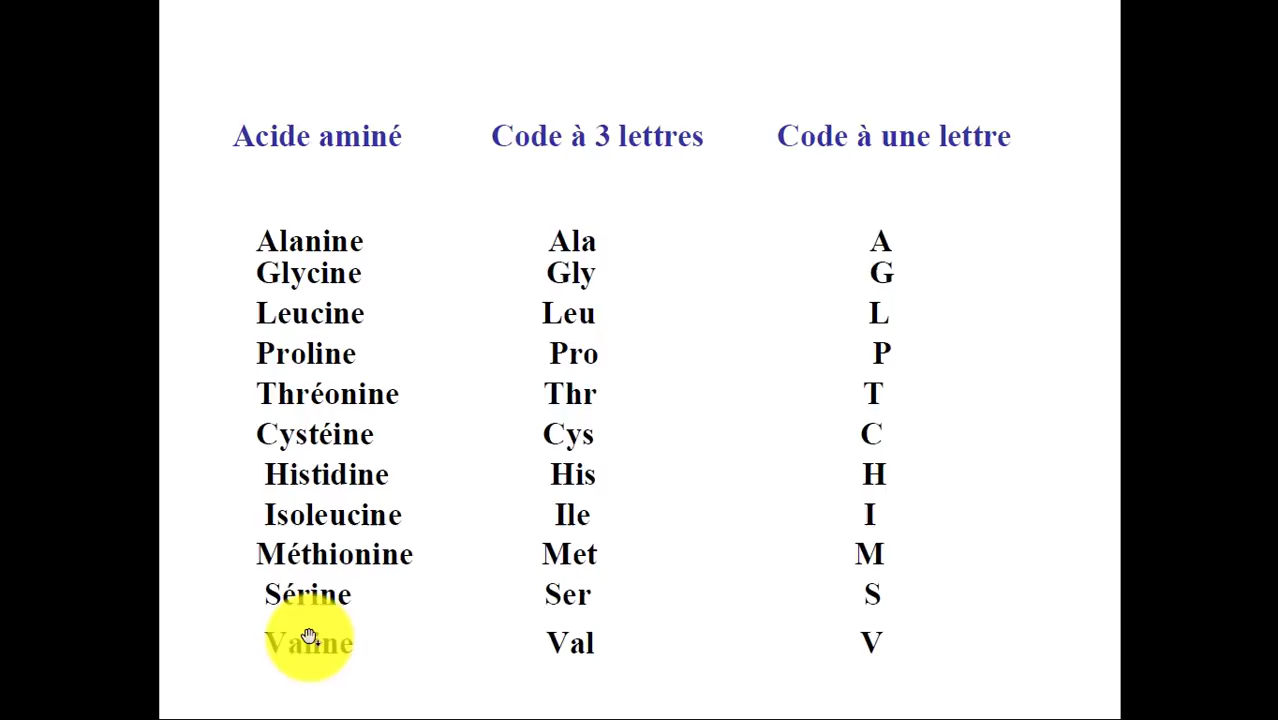 Acide aminé Code à 3 lettres Code à une lettre
Alanine Ala A
Glycine Gly G
Leucine Leu L
Proline Pro P
Thréonine Thr T
Cystéine Cys C
Histidine His H
Isoleucine Ile I
Méthionine Met M
Sérine Ser S
Valine Val V